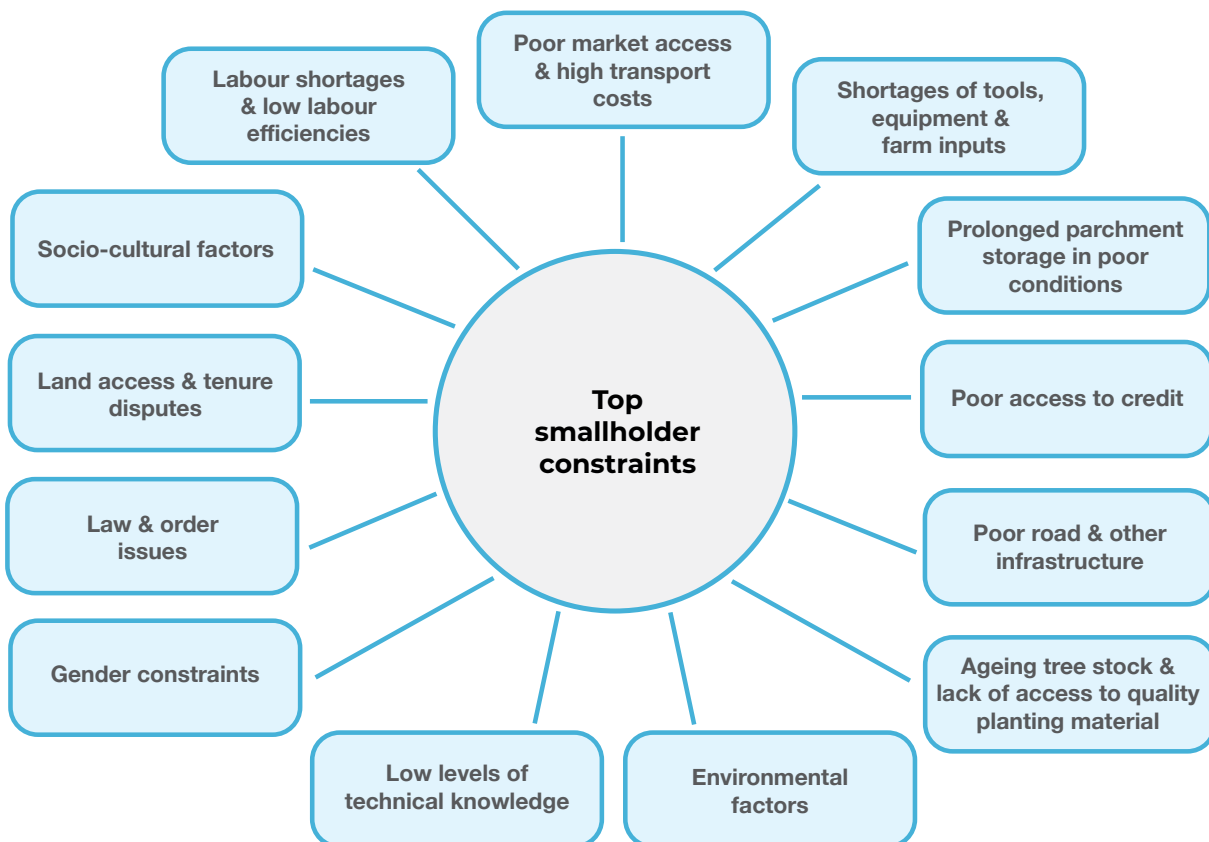 Poor market access
& high transport
costs
Shortages of tools,
equipment &
farm inputs
Prolonged parchment
storage in poor
conditions
Poor access to credit
Poor road & other
infrastructure
Ageing tree stock &
lack of access to quality
planting material
Environmental
factors
Low levels of
technical knowledge
Gender constraints
Law & order
issues
Land access & tenure
disputes
Socio-cultural factors
Labour shortages
& low labour
efficiencies
Top
smallholder
constraints